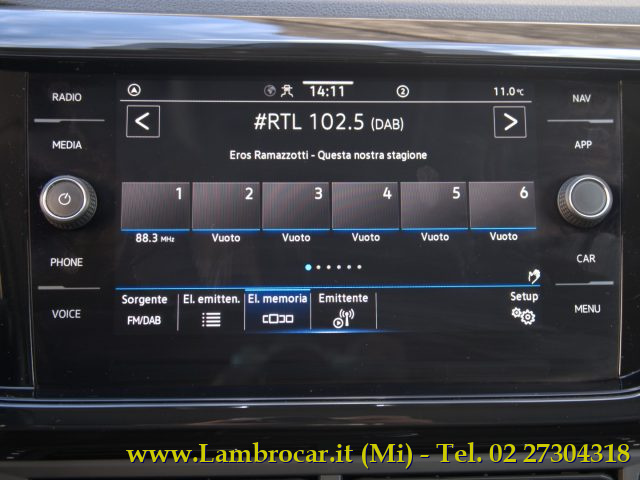 RADIO
14:11
2
11.0°C
NAV
MEDIA
< #RTL 102.5 (DAB) >
APP
Eros Ramazzotti - Questa nostra stagione
1 2 3 4 5 6
88.3 MHz Vuoto Vuoto Vuoto Vuoto Vuoto
PHONE
CAR
Sorgente El. emitten. El. memoria Emittente Setup
FM/DAB
VOICE
MENU
www.Lambrocar.it (Mi) - Tel. 02 27304318